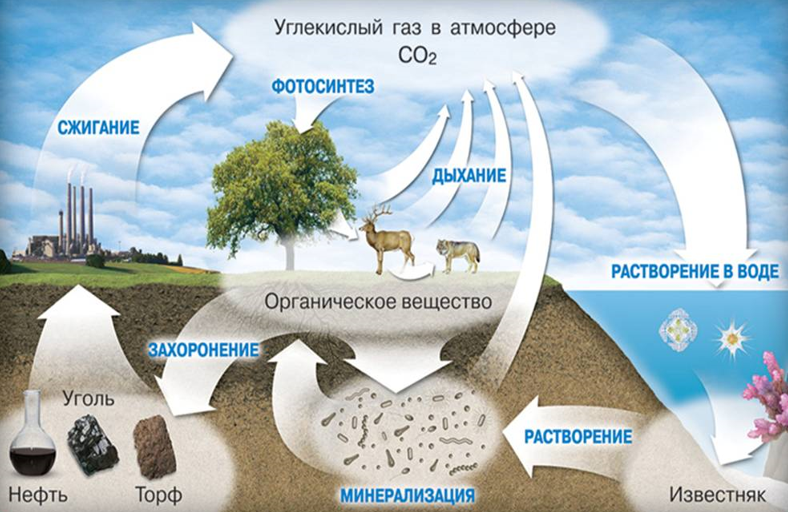 Углекислый газ в атмосфере
CO₂
ФОТОСИНТЕЗ
СЖИГАНИЕ
ДЫХАНИЕ
РАСТВОРЕНИЕ В ВОДЕ
Органическое вещество
ЗАХОРОНЕНИЕ
Уголь
РАСТВОРЕНИЕ
Нефть
Торф
МИНЕРАЛИЗАЦИЯ
Известняк